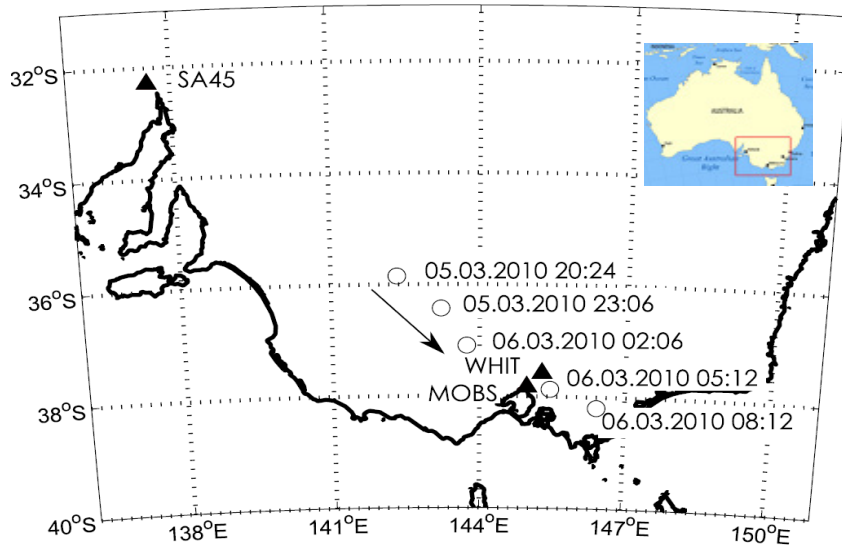 32°S
SA45
34°S
36°S
05.03.2010 20:24
05.03.2010 23:06
06.03.2010 02:06
WHIT
06.03.2010 05:12
MOBS
38°S
06.03.2010 08:12
40°S
138°E
141°E
144°E
147°E
150°E
AUSTRALIA
Great Australian
Bight